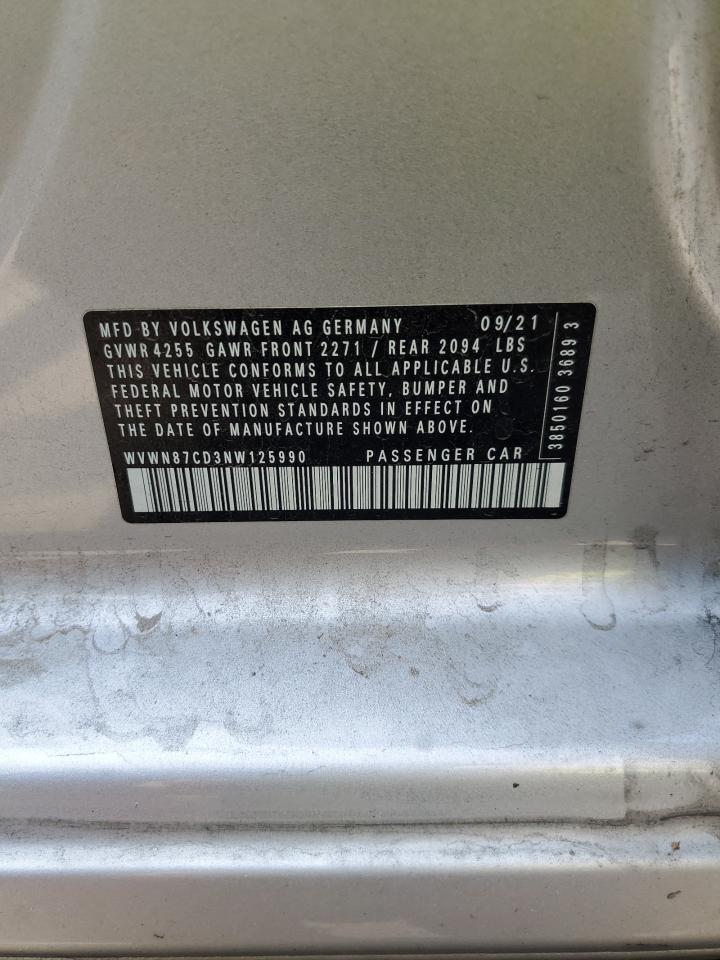 MFD BY VOLKSWAGEN AG GERMANY 09/21
GVWR 4255 GAWR FRONT 2271 / REAR 2094 LBS
THIS VEHICLE CONFORMS TO ALL APPLICABLE U.S.
FEDERAL MOTOR VEHICLE SAFETY, BUMPER AND
THEFT PREVENTION STANDARDS IN EFFECT ON
THE DATE OF MANUFACTURE SHOWN ABOVE.
WVWN87CD3NW125990 PASSENGER CAR
3850160 3689 3